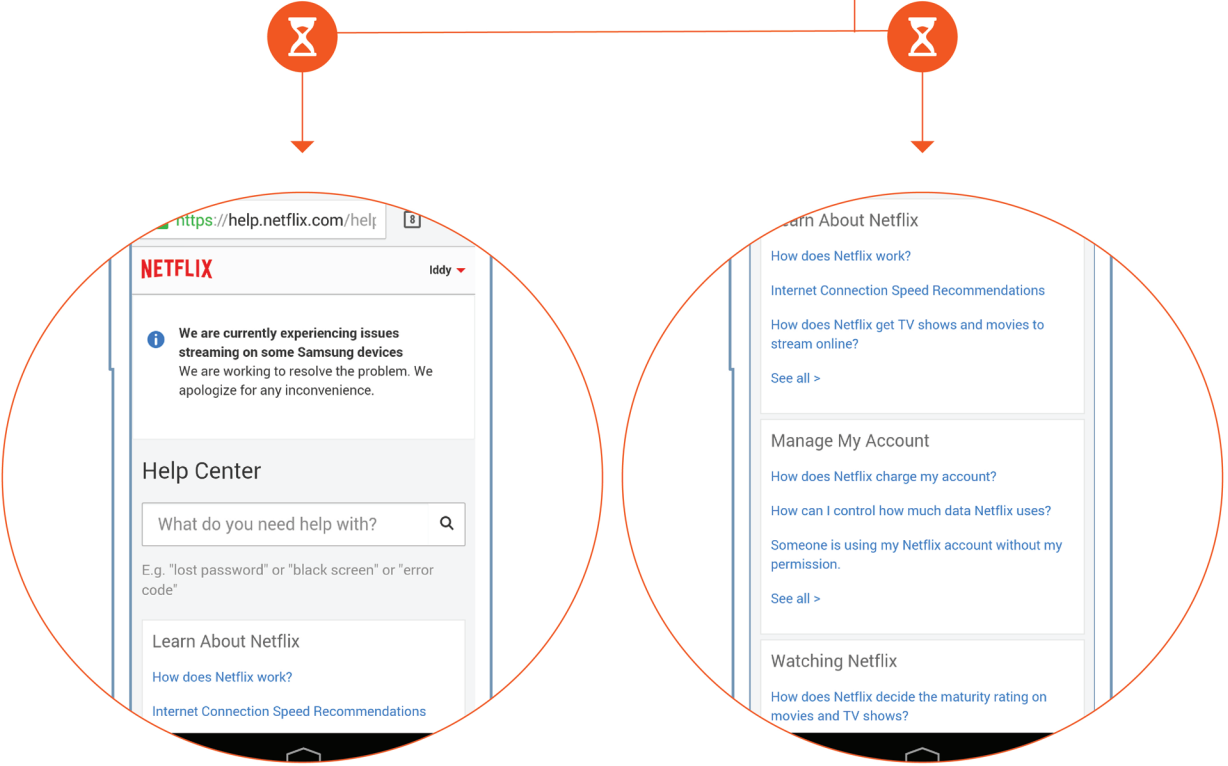 https://help.netflix.com/help
8
NETFLIX
Iddy
We are currently experiencing issues
streaming on some Samsung devices
We are working to resolve the problem. We
apologize for any inconvenience.
Help Center
What do you need help with?
E.g. "lost password" or "black screen" or "error
code"
Learn About Netflix
How does Netflix work?
Internet Connection Speed Recommendations
Learn About Netflix
How does Netflix work?
Internet Connection Speed Recommendations
How does Netflix get TV shows and movies to
stream online?
See all >
Manage My Account
How does Netflix charge my account?
How can I control how much data Netflix uses?
Someone is using my Netflix account without my
permission.
See all >
Watching Netflix
How does Netflix decide the maturity rating on
movies and TV shows?